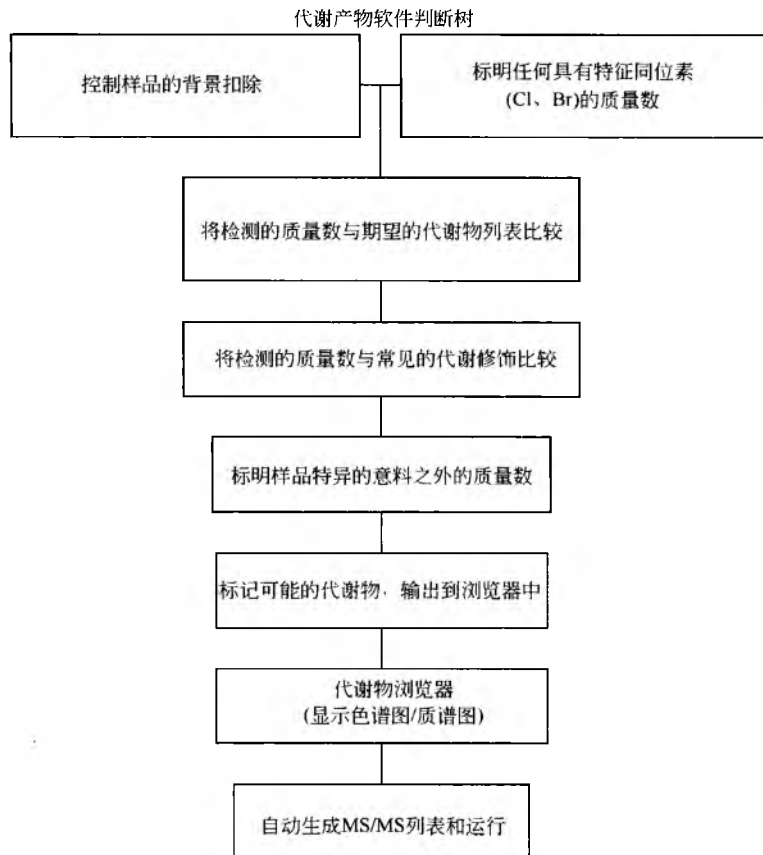 代谢产物软件判断树
控制样品的背景扣除
标明任何具有特征同位素
(Cl、Br)的质量数
将检测的质量数与期望的代谢物列表比较
将检测的质量数与常见的代谢修饰比较
标明样品特异的意料之外的质量数
标记可能的代谢物，输出到浏览器中
代谢物浏览器
(显示色谱图/质谱图)
自动生成MS/MS列表和运行